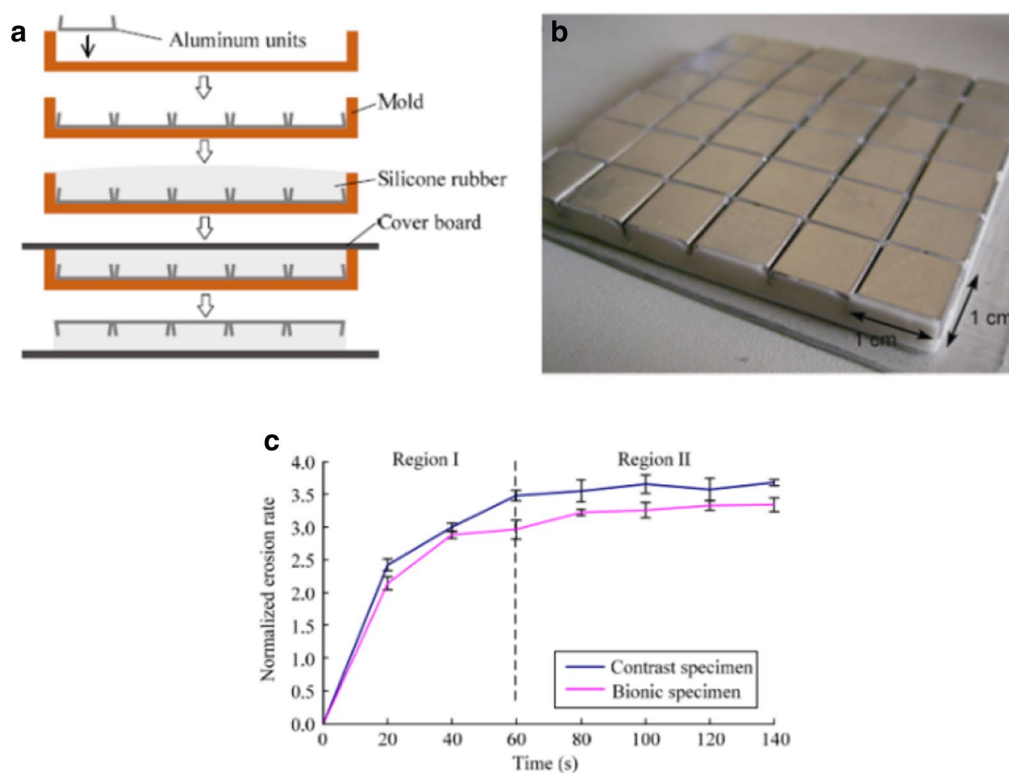 a
Aluminum units
Mold
Silicone rubber
Cover board
b
1 cm
1 cm
c
Region I
Region II
4.0
3.5
3.0
2.5
2.0
1.5
1.0
0.5
0.0
Normalized erosion rate
Contrast specimen
Bionic specimen
0 20 40 60 80 100 120 140
Time (s)